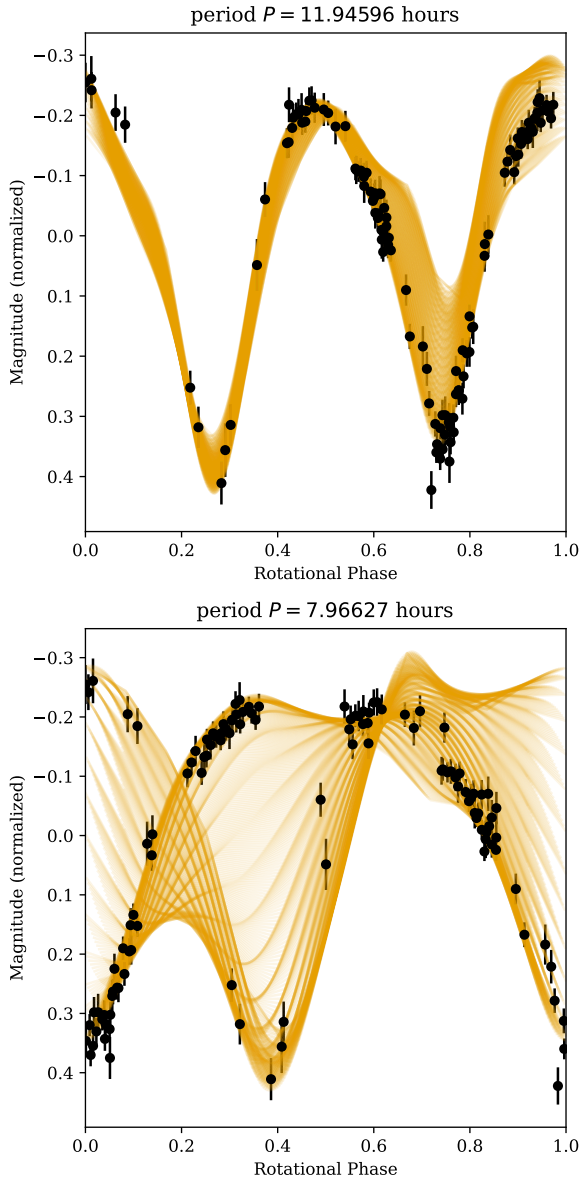 period P = 11.94596 hours
−0.3
−0.2
−0.1
0.0
0.1
0.2
0.3
0.4
Magnitude (normalized)
0.0 0.2 0.4 0.6 0.8 1.0
Rotational Phase
period P = 7.96627 hours
−0.3
−0.2
−0.1
0.0
0.1
0.2
0.3
0.4
Magnitude (normalized)
0.0 0.2 0.4 0.6 0.8 1.0
Rotational Phase